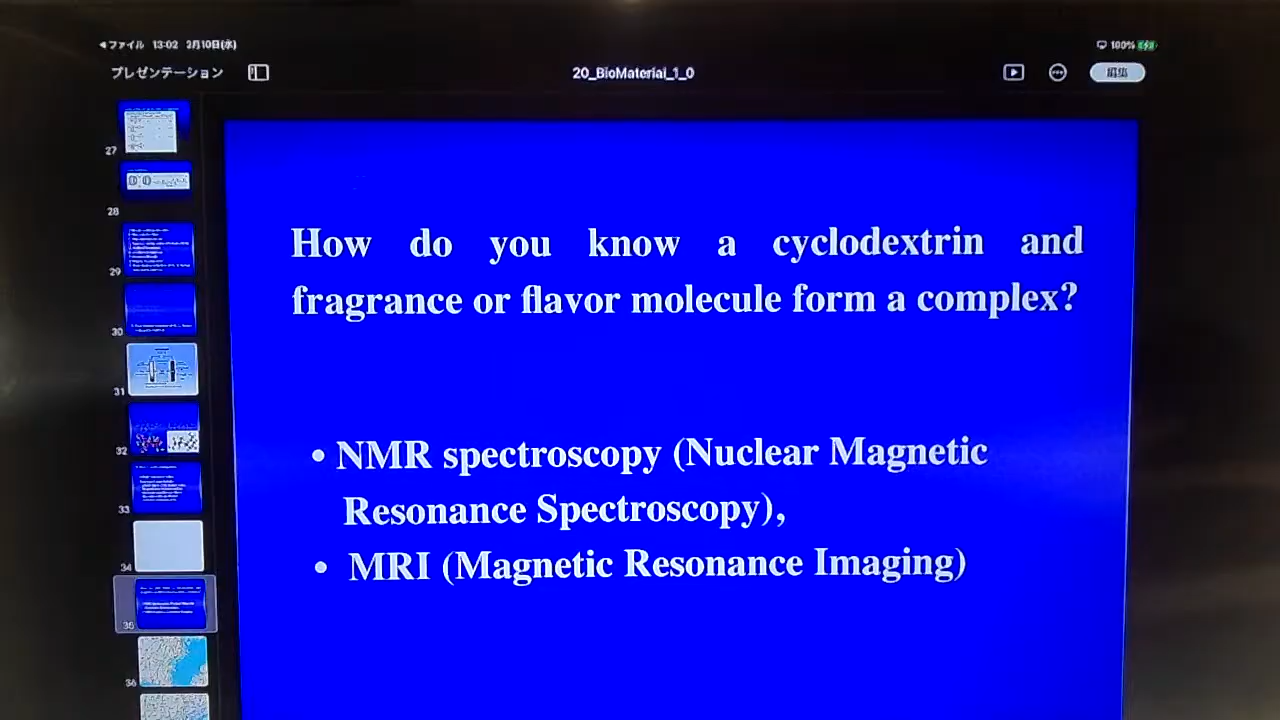 ◀ファイル 13:02 3月10日(水)
100%
プレゼンテーション
20_BioMaterial_1_0
編集
27
28
29
30
31
32
33
34
35
36
How do you know a cyclodextrin and
fragrance or flavor molecule form a complex?
• NMR spectroscopy (Nuclear Magnetic
Resonance Spectroscopy),
• MRI (Magnetic Resonance Imaging)